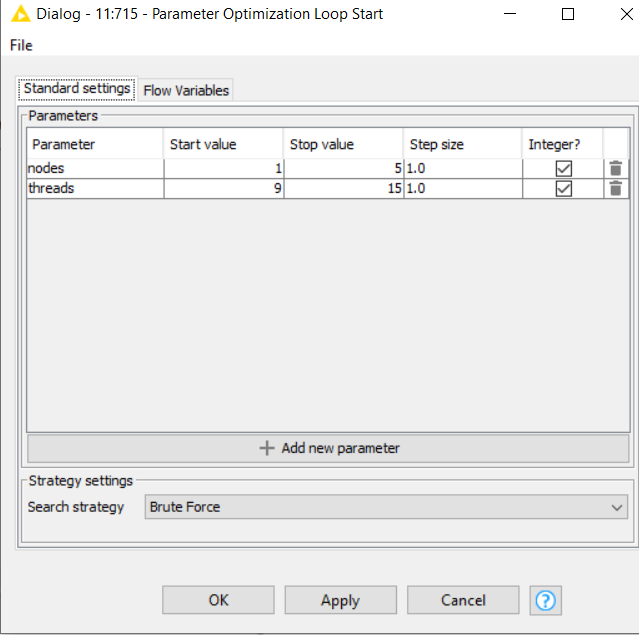 Dialog - 11:715 - Parameter Optimization Loop Start
File
Standard settings Flow Variables
Parameters
Parameter Start value Stop value Step size Integer?
nodes 1 5 1.0
threads 9 15 1.0
Add new parameter
Strategy settings
Search strategy Brute Force
OK Apply Cancel ?